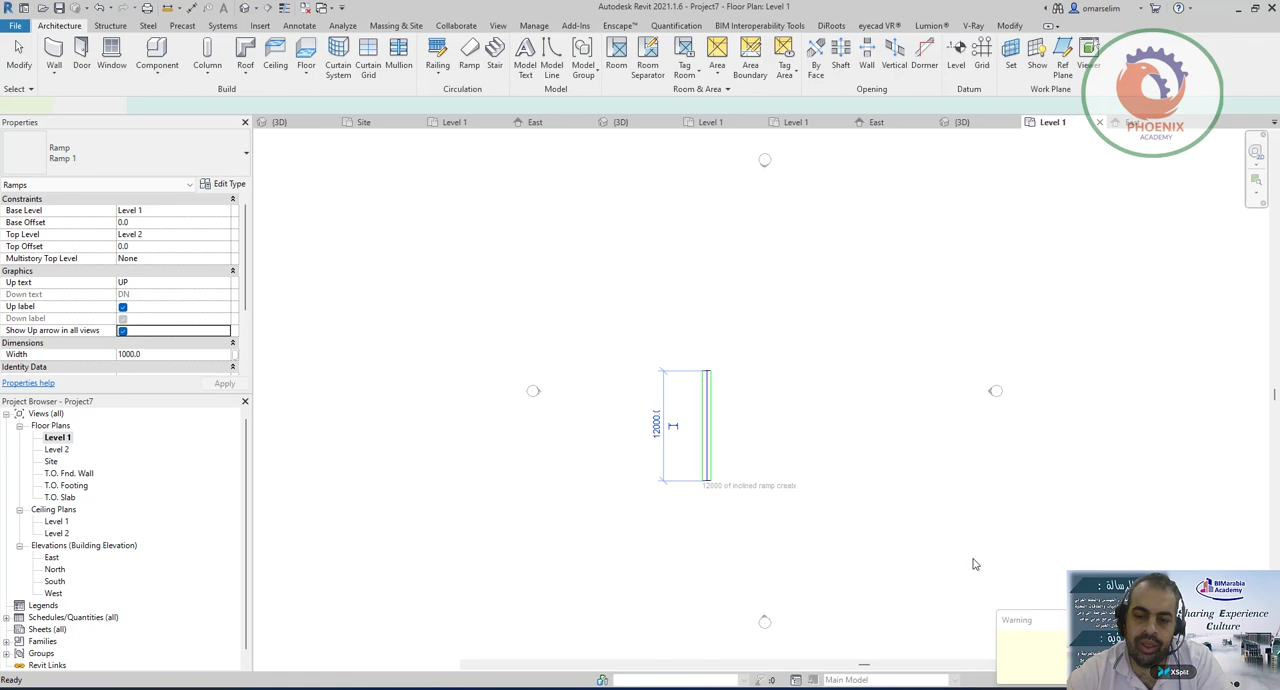 Autodesk Revit 2021.1.6 - Project7 - Floor Plan: Level 1
omarselim
File Architecture Structure Steel Precast Systems Insert Annotate Analyze Massing & Site Collaborate View Manage Add-Ins Enscape™ Quantification BIM Interoperability Tools DiRoots eyecad VR® Lumion® V-Ray Modify
Modify Wall Door Window Component Column Roof Ceiling Floor Curtain System Curtain Grid Mullion Railing Ramp Stair Model Text Model Line Model Group Room Room Separator Tag Room Area Area Boundary Tag Area By Face Shaft Wall Vertical Dormer Level Grid Set Show Ref Plane Viewer
Select Build Circulation Model Room & Area Opening Datum Work Plane
PHOENIX
ACADEMY
Properties
{3D} Site Level 1 East {3D} Level 1 Level 1 East {3D} Level 1
Ramp
Ramp 1
Ramps Edit Type
Constraints
Base Level Level 1
Base Offset 0.0
Top Level Level 2
Top Offset 0.0
Multistory Top Level None
Graphics
Up text UP
Down text DN
Up label
Down label
Show Up arrow in all views
Dimensions
Width 1000.0
Identity Data
Properties help Apply
Project Browser - Project7
Views (all)
Floor Plans
Level 1
Level 2
Site
T.O. Fnd. Wall
T.O. Footing
T.O. Slab
Ceiling Plans
Level 1
Level 2
Elevations (Building Elevation)
East
North
South
West
Legends
Schedules/Quantities (all)
Sheets (all)
Families
Groups
Revit Links
12000.0
12000 of inclined ramp create
Warning
الرسالة :
BIMarabia
Academy
Sharing Experience
Culture
XSplit
Ready
:0
Main Model